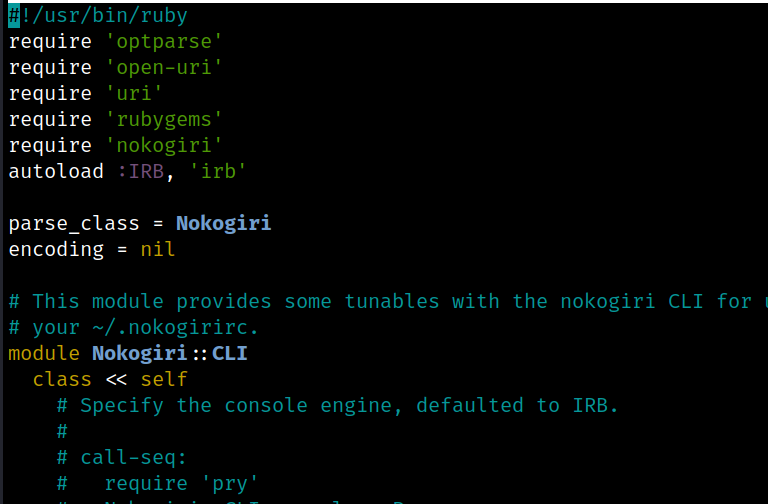 #!/usr/bin/ruby
require 'optparse'
require 'open-uri'
require 'uri'
require 'rubygems'
require 'nokogiri'
autoload :IRB, 'irb'

parse_class = Nokogiri
encoding = nil

# This module provides some tunables with the nokogiri CLI for
# your ~/.nokogirirc.
module Nokogiri::CLI
  class << self
    # Specify the console engine, defaulted to IRB.
    #
    # call-seq:
    #   require 'pry'